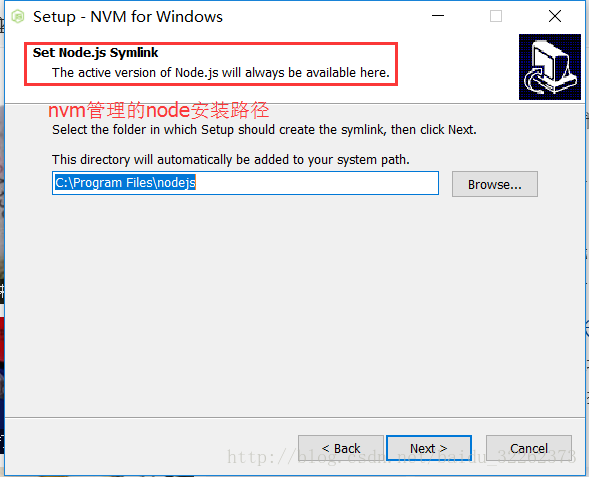 Setup - NVM for Windows
Set Node.js Symlink
The active version of Node.js will always be available here.
nvm管理的node安装路径
Select the folder in which Setup should create the symlink, then click Next.
This directory will automatically be added to your system path.
C:\Program Files\nodejs
Browse...
< Back
Next >
Cancel
http://blog.csdn.net/baidu_32262373